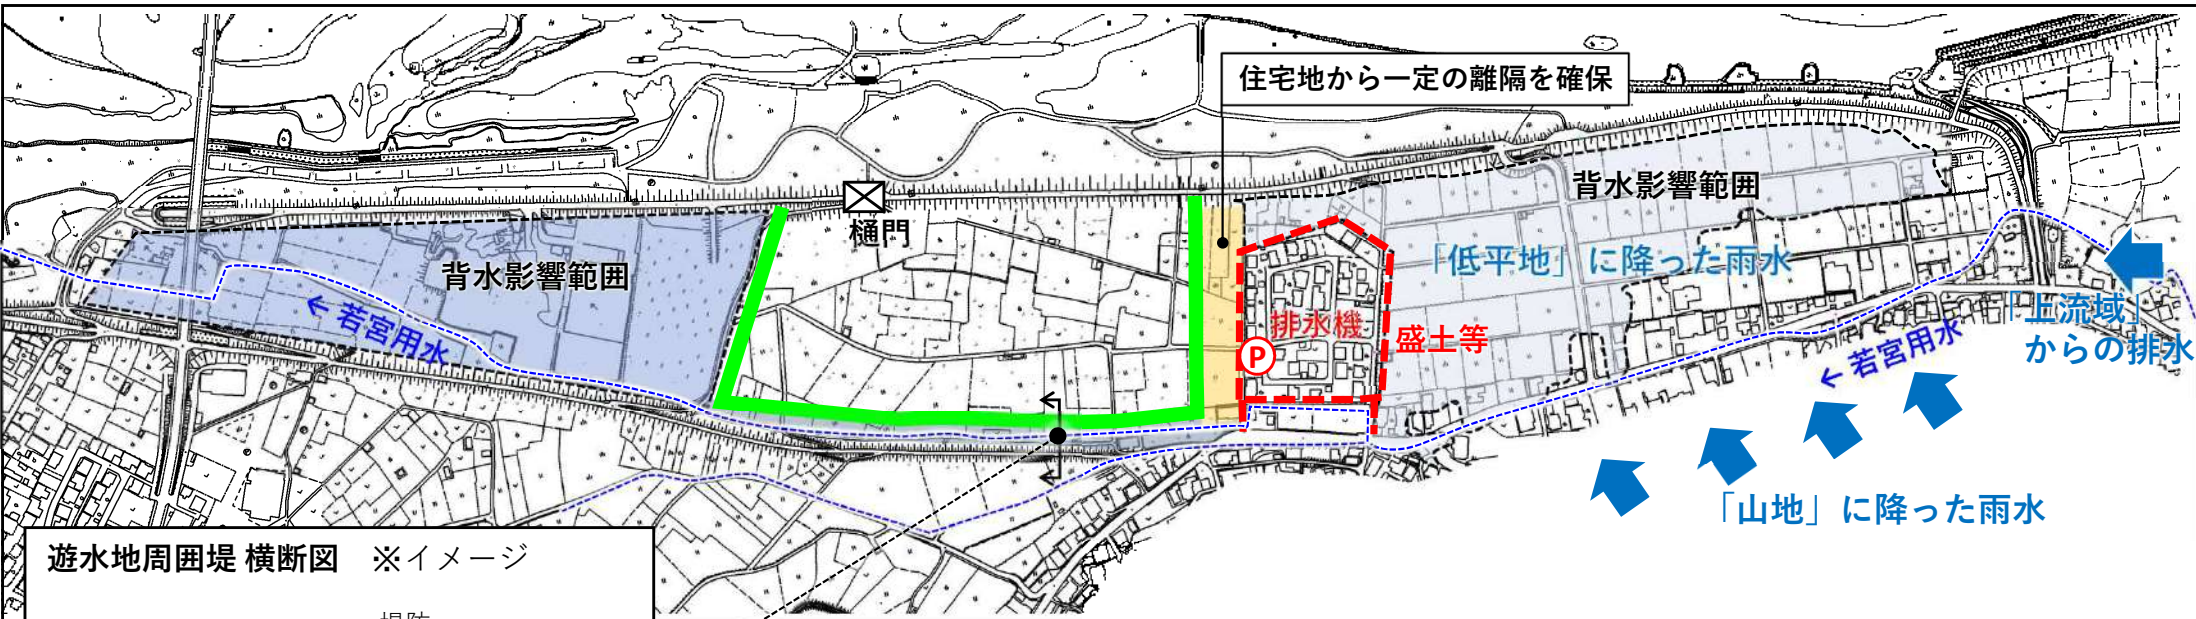 住宅地から一定の離隔を確保
背水影響範囲
樋門
「低平地」に降った雨水
背水影響範囲
排水機
「上流域」
からの排水
←若宮用水
盛土等
P
←若宮用水
「山地」に降った雨水
遊水地周囲堤 横断図 ※イメージ